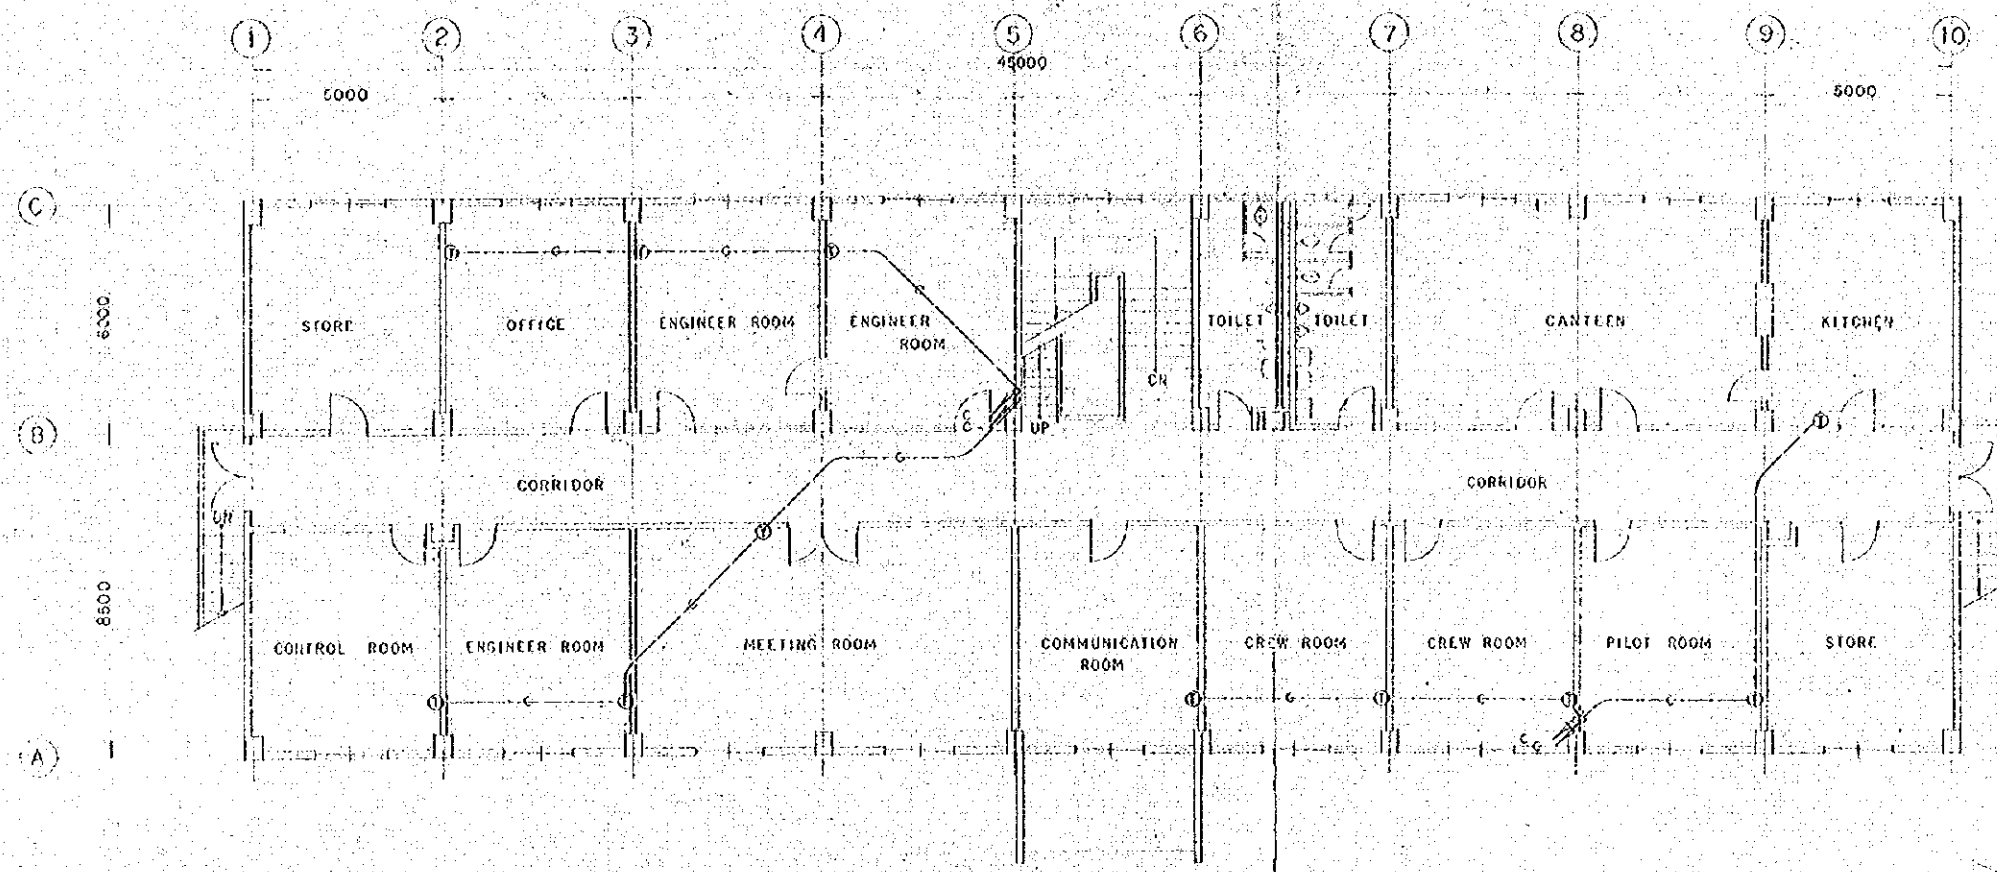 1 2 3 4 5 6 7 8 9 10
45000
5000 5000
C
6000
STORE OFFICE ENGINEER ROOM ENGINEER ROOM TOILET TOILET CANTEEN KITCHEN
T G T G T
G
DN
UP
C
C
B
G
T
CORRIDOR CORRIDOR
DN
T
8500
G
CONTROL ROOM ENGINEER ROOM MEETING ROOM COMMUNICATION ROOM CREW ROOM CREW ROOM PILOT ROOM STORE
T G T T G T G T G T
A